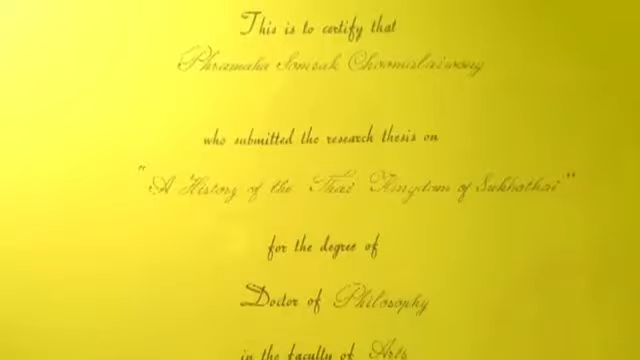 This is to certify that
Phramaha Somsak
who submitted the research thesis on
"A History of the Thai Kingdom of Sukhothai"
for the degree of
Doctor of Philosophy
in the faculty of Arts